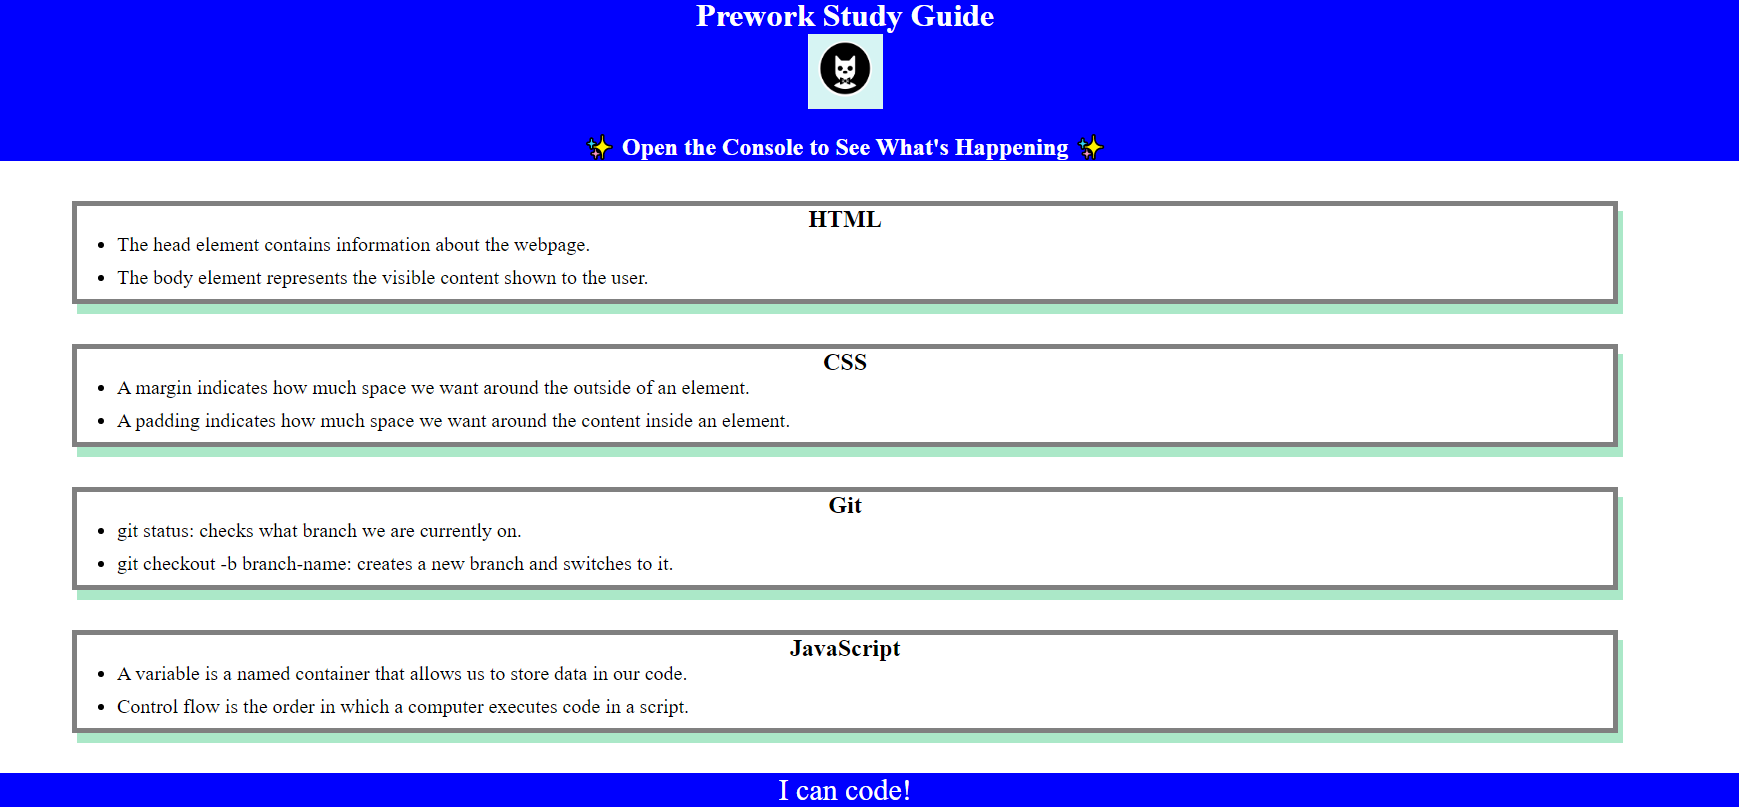 Prework Study Guide
✨ Open the Console to See What's Happening ✨
HTML
• The head element contains information about the webpage.
• The body element represents the visible content shown to the user.
CSS
• A margin indicates how much space we want around the outside of an element.
• A padding indicates how much space we want around the content inside an element.
Git
• git status: checks what branch we are currently on.
• git checkout -b branch-name: creates a new branch and switches to it.
JavaScript
• A variable is a named container that allows us to store data in our code.
• Control flow is the order in which a computer executes code in a script.
I can code!